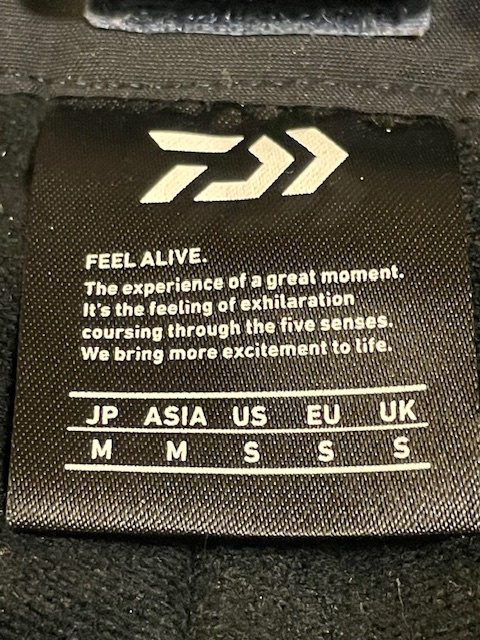 FEEL ALIVE.
The experience of a great moment.
It's the feeling of exhilaration
coursing through the five senses.
We bring more excitement to life.
JP ASIA US EU UK
M M S S S